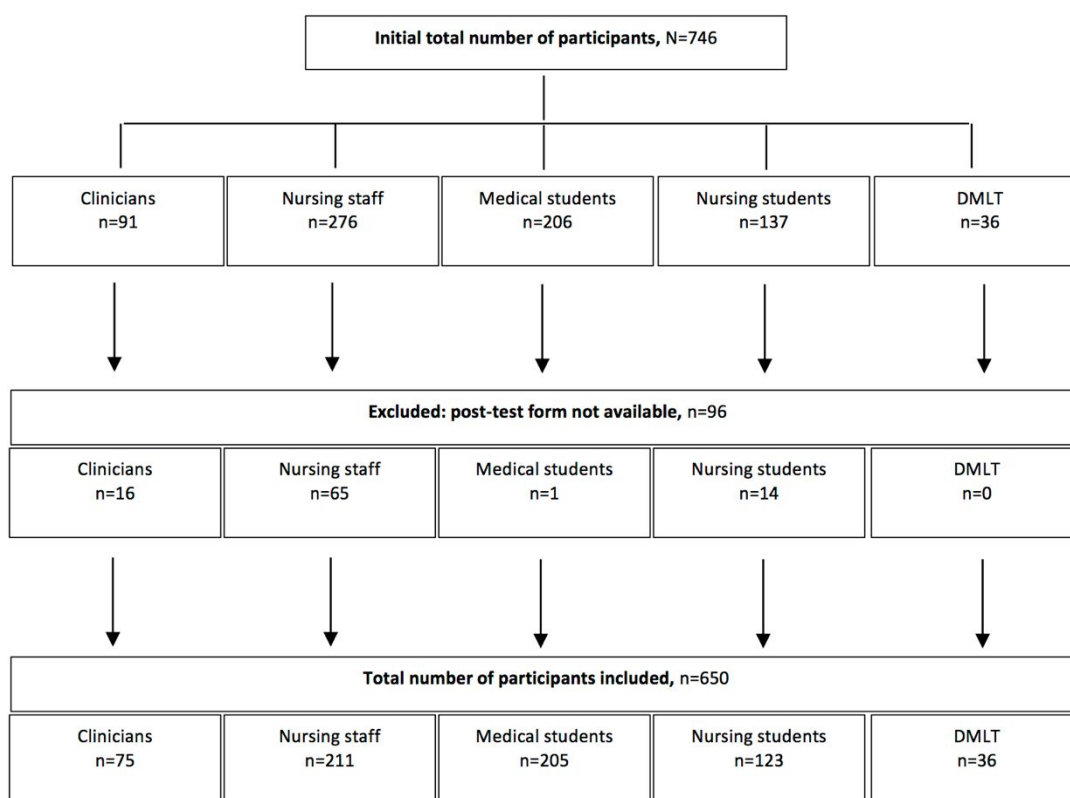 Initial total number of participants, N=746
Clinicians
n=91
Nursing staff
n=276
Medical students
n=206
Nursing students
n=137
DMLT
n=36
Excluded: post-test form not available, n=96
Clinicians
n=16
Nursing staff
n=65
Medical students
n=1
Nursing students
n=14
DMLT
n=0
Total number of participants included, n=650
Clinicians
n=75
Nursing staff
n=211
Medical students
n=205
Nursing students
n=123
DMLT
n=36